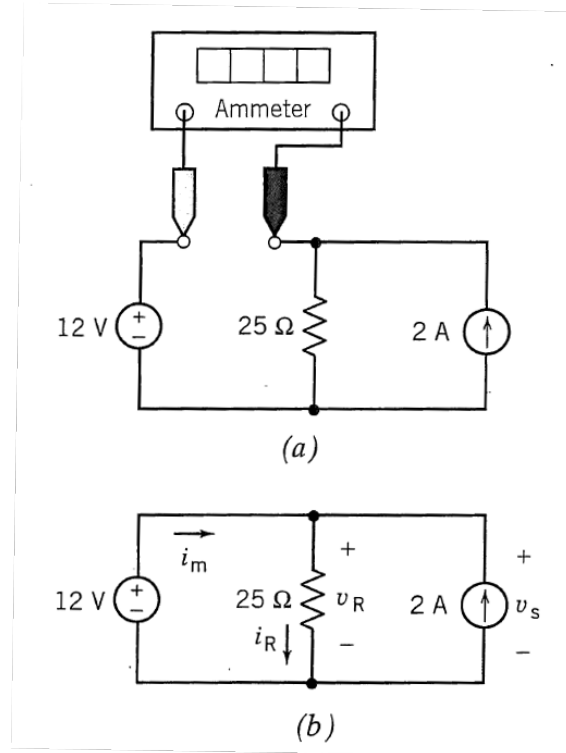 Ammeter
12 V
+
−
25 Ω
2 A
(a)
i_m
+
+
12 V
+
−
25 Ω
v_R
2 A
v_s
i_R
−
−
(b)